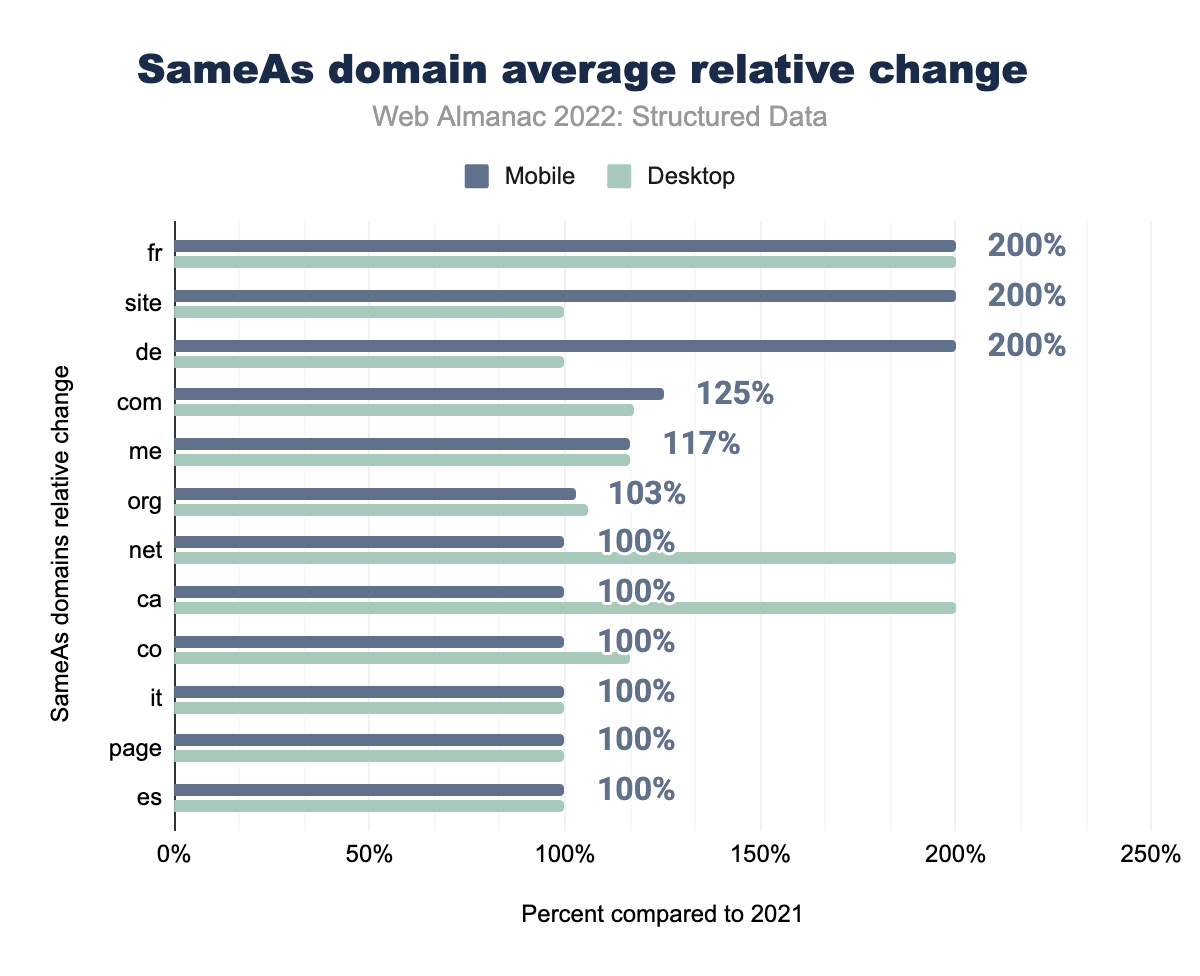 SameAs domain average relative change
Web Almanac 2022: Structured Data
Mobile
Desktop
SameAs domains relative change
fr 200%
site 200%
de 200%
com 125%
me 117%
org 103%
net 100%
ca 100%
co 100%
it 100%
page 100%
es 100%
0% 50% 100% 150% 200% 250%
Percent compared to 2021